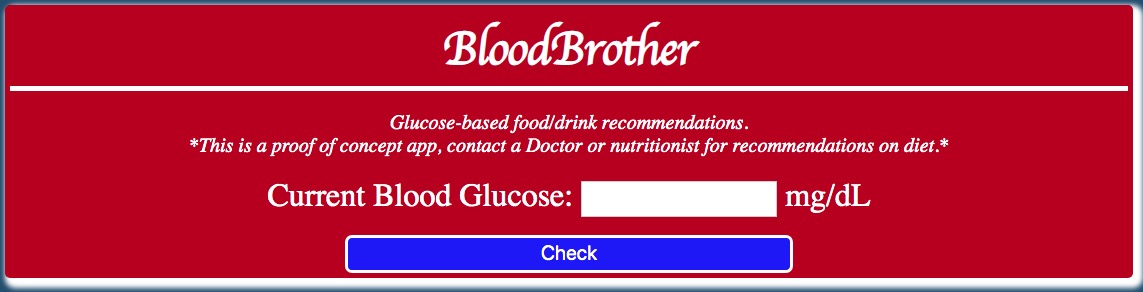 BloodBrother
Glucose-based food/drink recommendations.
*This is a proof of concept app, contact a Doctor or nutritionist for recommendations on diet.*
Current Blood Glucose: mg/dL
Check